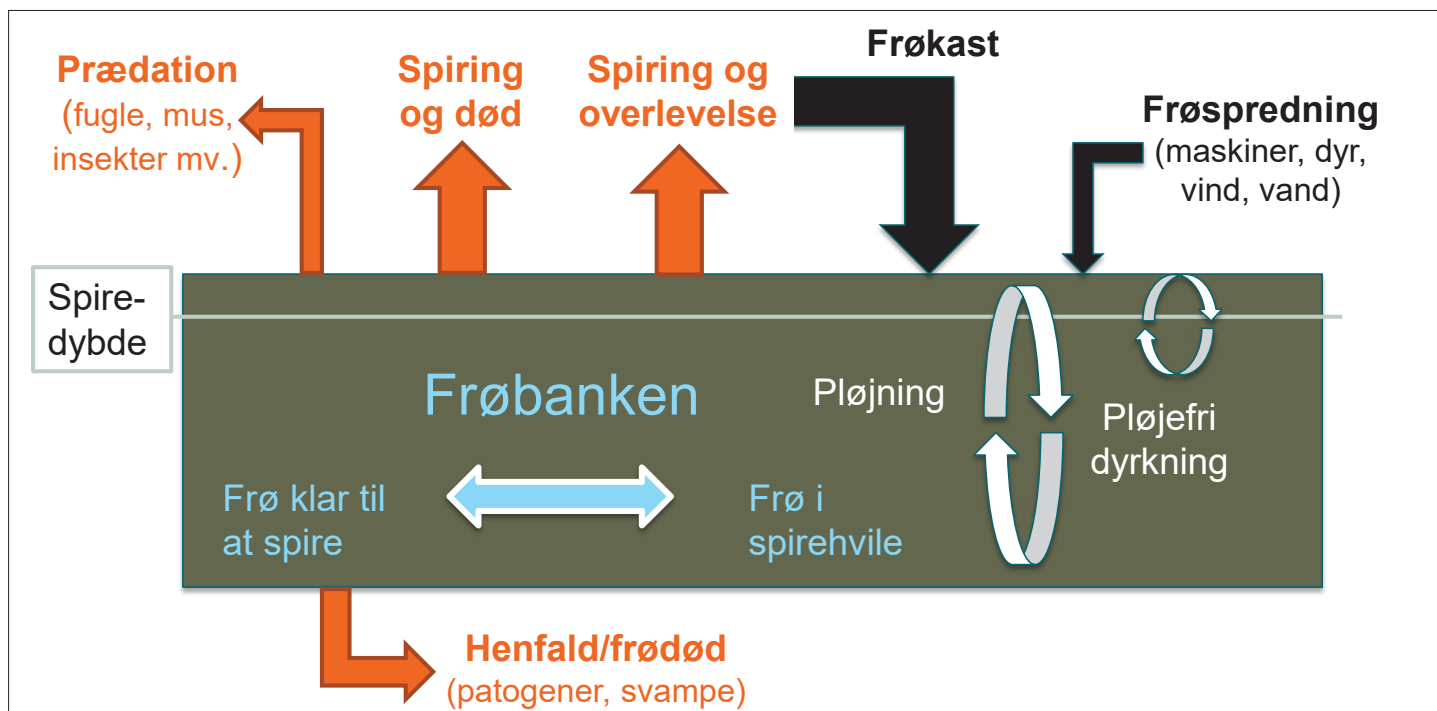 Prædation
(fugle, mus,
insekter mv.)
Spiring
og død
Spiring og
overlevelse
Frøkast
Frøspredning
(maskiner, dyr,
vind, vand)
Spire-
dybde
Frøbanken
Pløjning
Pløjefri
dyrkning
Frø klar til
at spire
Frø i
spirehvile
Henfald/frødød
(patogener, svampe)